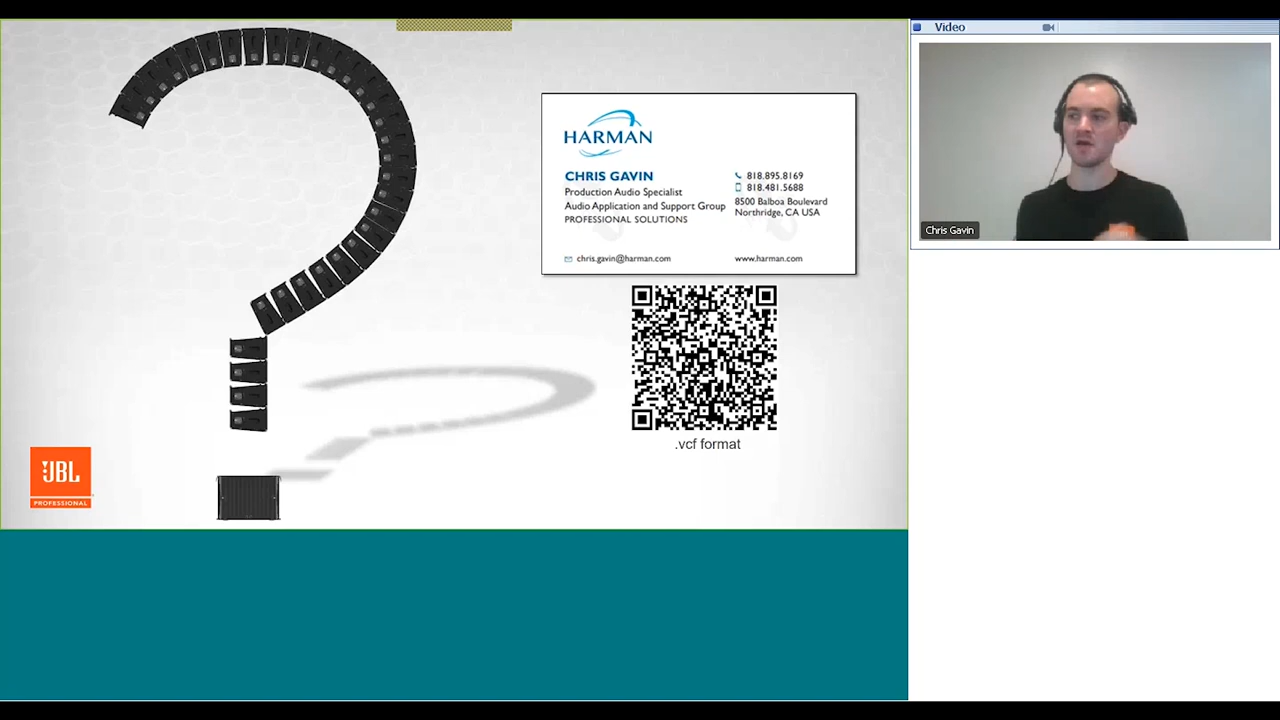 Video
HARMAN
CHRIS GAVIN
Production Audio Specialist
Audio Application and Support Group
PROFESSIONAL SOLUTIONS
818.895.8169
818.481.5688
8500 Balboa Boulevard
Northridge, CA USA
chris.gavin@harman.com
www.harman.com
Chris Gavin
.vcf format
JBL
PROFESSIONAL